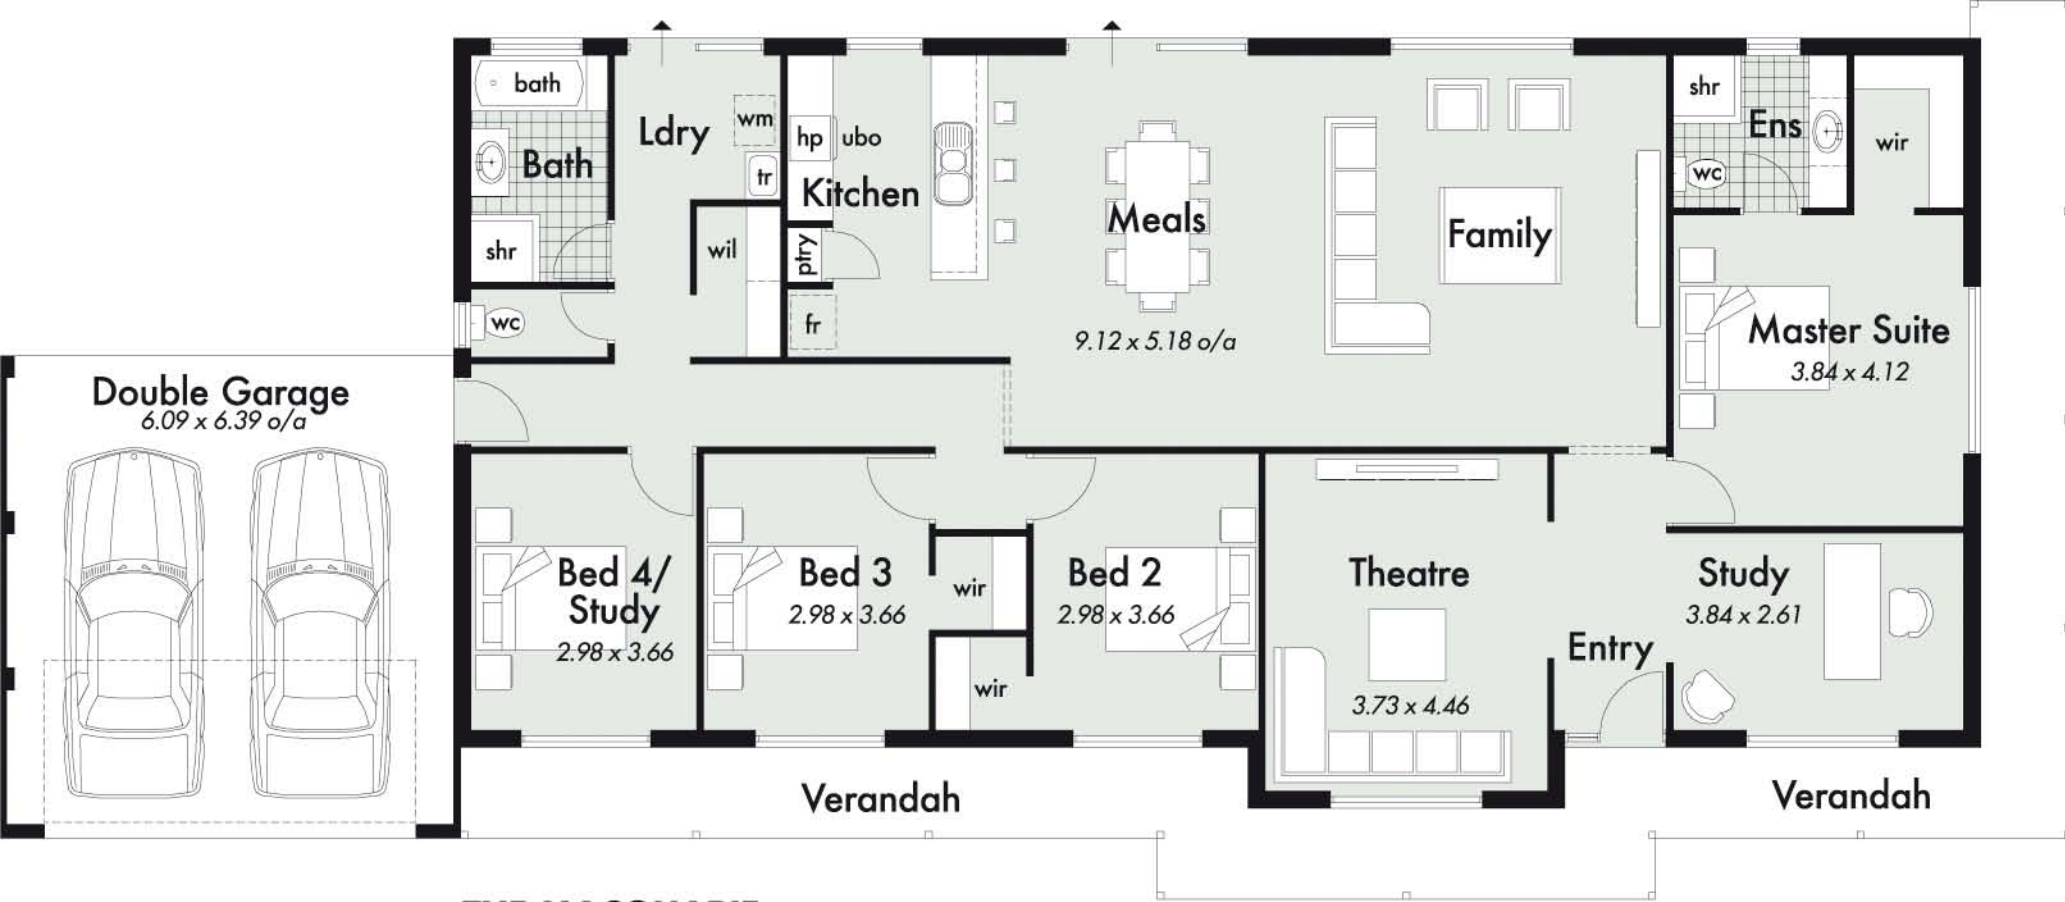 bath
Bath
shr
wc
Ldry
wm
tr
wil
hp
ubo
Kitchen
ptry
fr
Meals
9.12 x 5.18 o/a
Family
shr
Ens
wc
wir
Master Suite
3.84 x 4.12
Double Garage
6.09 x 6.39 o/a
Bed 4/
Study
2.98 x 3.66
Bed 3
2.98 x 3.66
wir
wir
Bed 2
2.98 x 3.66
Theatre
3.73 x 4.46
Entry
Study
3.84 x 2.61
Verandah
Verandah